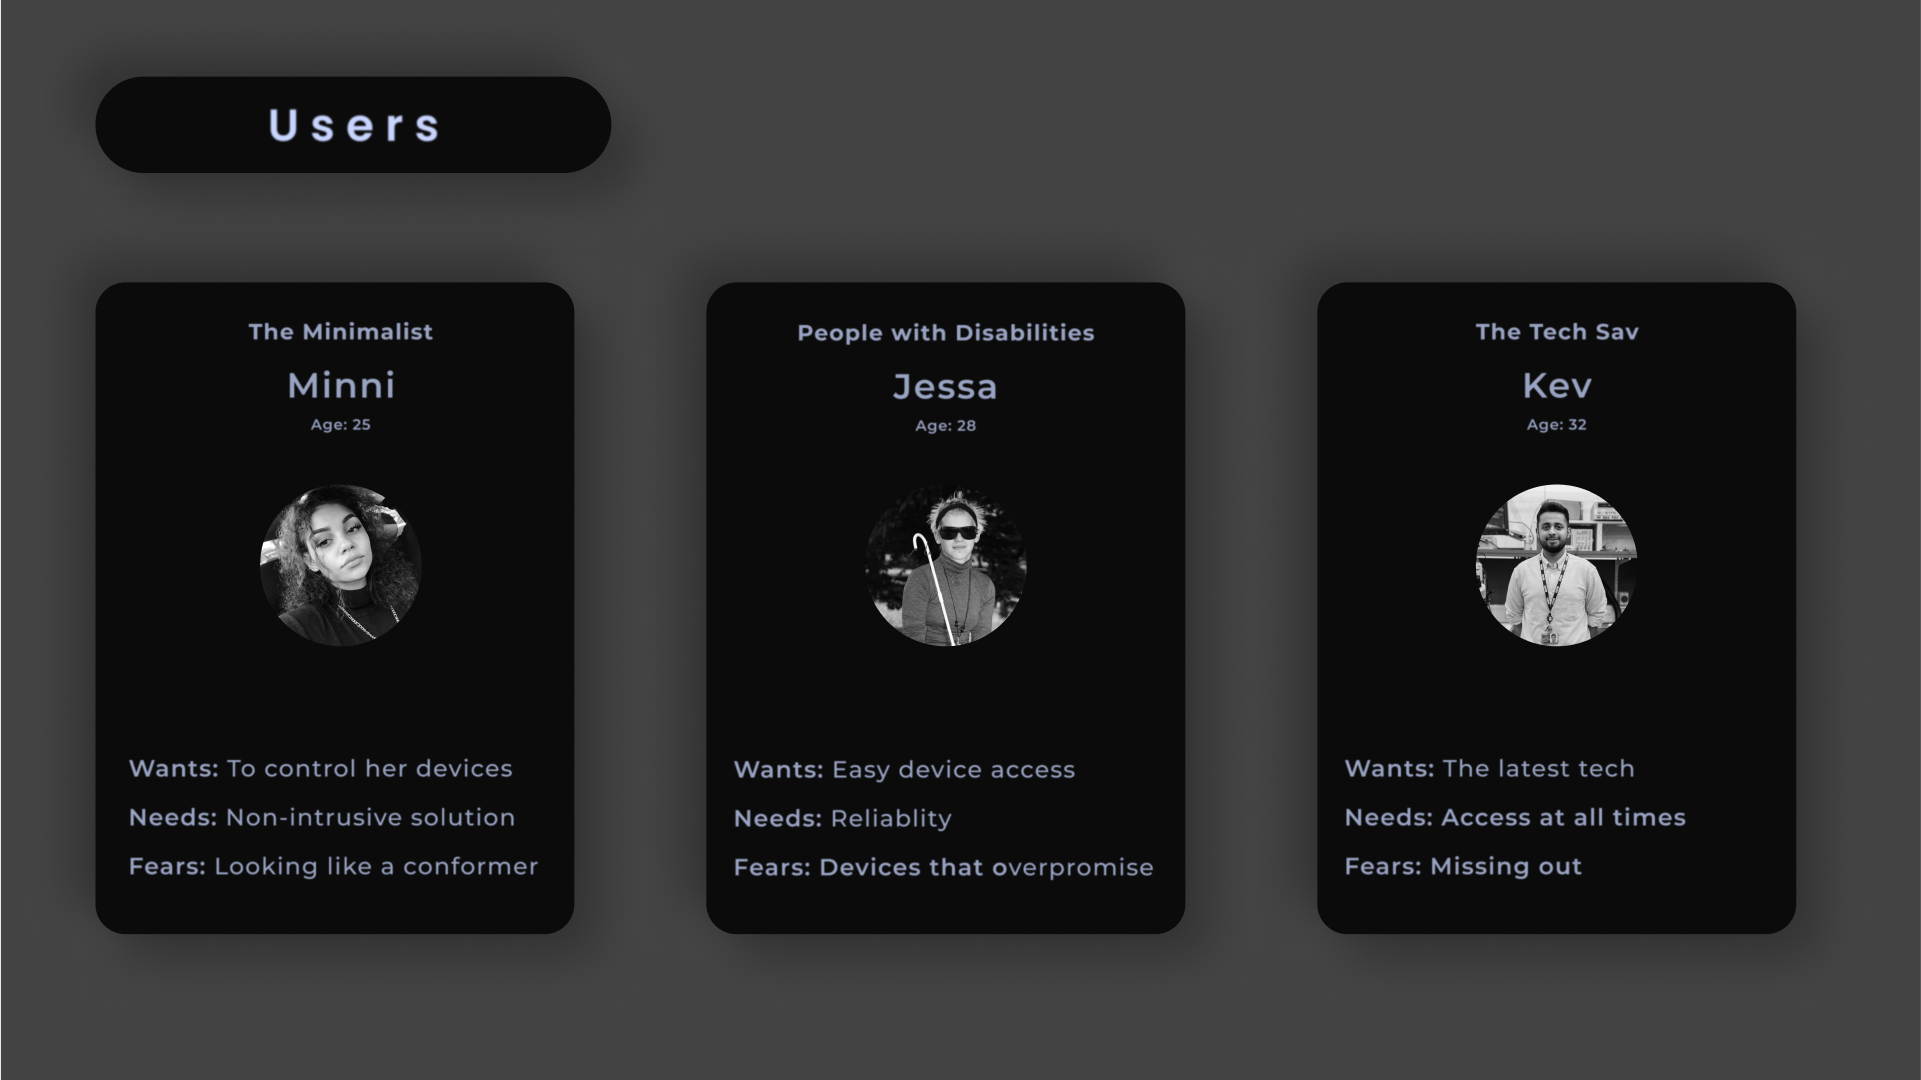 Users
The Minimalist
Minni
Age: 25
Wants: To control her devices
Needs: Non-intrusive solution
Fears: Looking like a conformer
People with Disabilities
Jessa
Age: 28
Wants: Easy device access
Needs: Reliablity
Fears: Devices that overpromise
The Tech Sav
Kev
Age: 32
Wants: The latest tech
Needs: Access at all times
Fears: Missing out